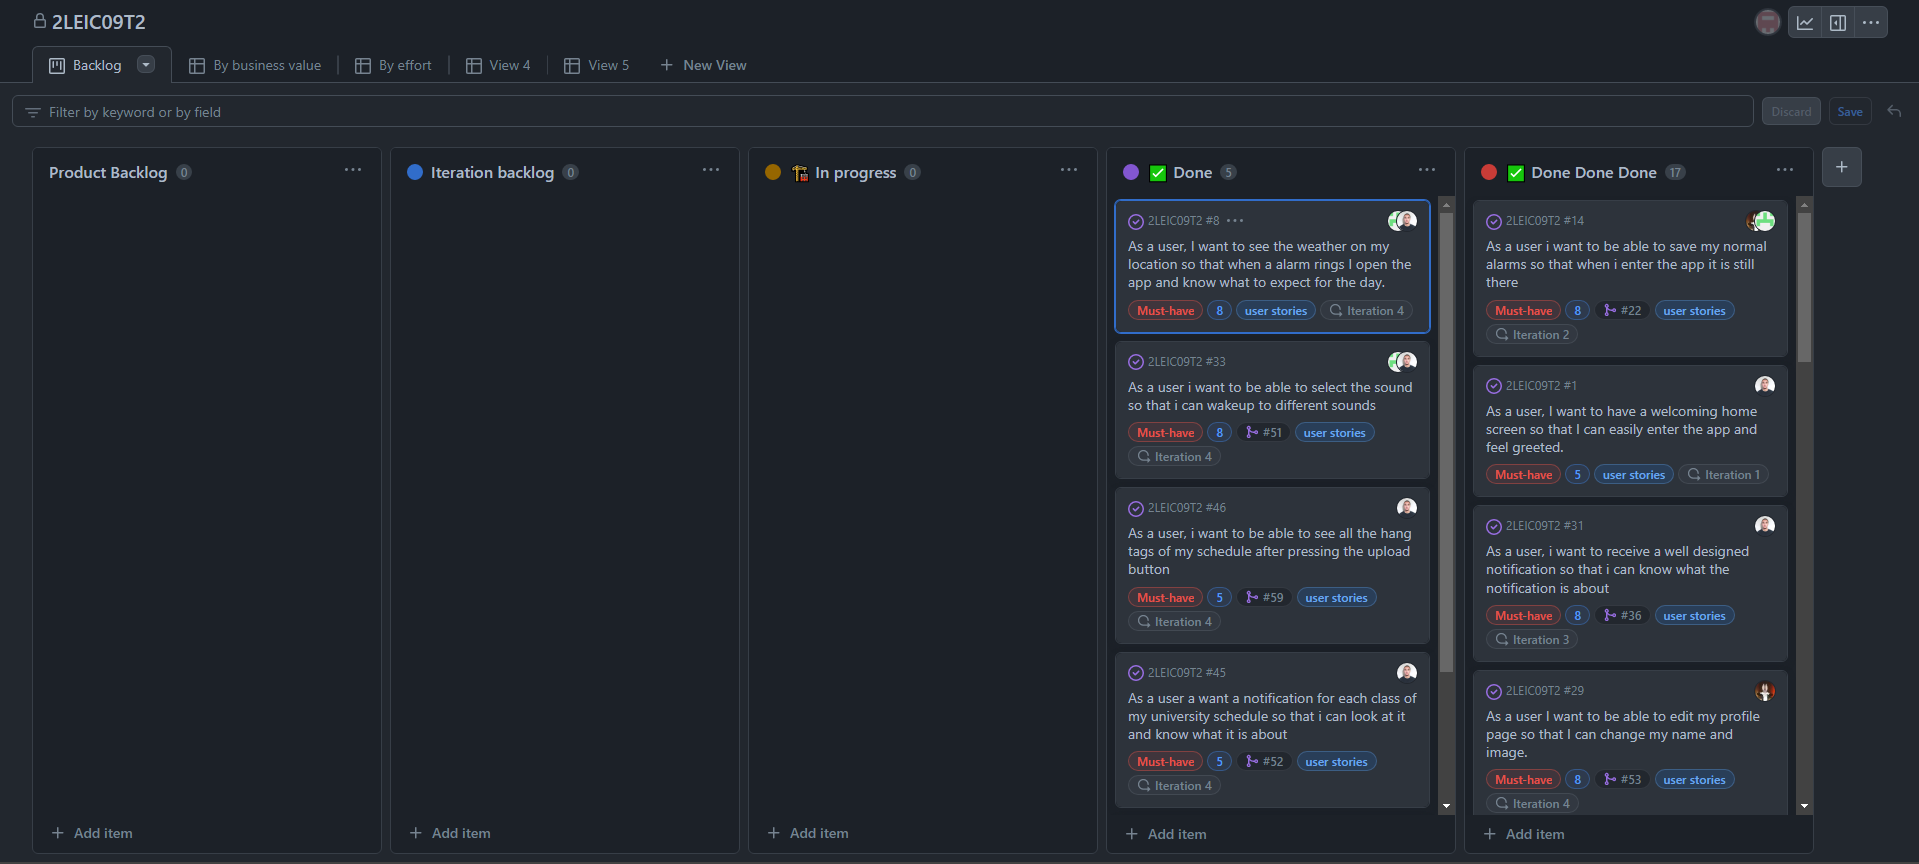 2LEIC09T2
Backlog
By business value
By effort
View 4
View 5
New View
Filter by keyword or by field
Discard
Save
Product Backlog 0
Add item
Iteration backlog 0
Add item
In progress 0
Add item
Done 5
2LEIC09T2 #8
As a user, I want to see the weather on my
location so that when a alarm rings I open the
app and know what to expect for the day.
Must-have 8 user stories Iteration 4
2LEIC09T2 #33
As a user i want to be able to select the sound
so that i can wakeup to different sounds
Must-have 8 #51 user stories
Iteration 4
2LEIC09T2 #46
As a user, i want to be able to see all the hang
tags of my schedule after pressing the upload
button
Must-have 5 #59 user stories
Iteration 4
2LEIC09T2 #45
As a user a want a notification for each class of
my university schedule so that i can look at it
and know what it is about
Must-have 5 #52 user stories
Iteration 4
Add item
Done Done Done 17
2LEIC09T2 #14
As a user i want to be able to save my normal
alarms so that when i enter the app it is still
there
Must-have 8 #22 user stories
Iteration 2
2LEIC09T2 #1
As a user, I want to have a welcoming home
screen so that I can easily enter the app and
feel greeted.
Must-have 5 user stories Iteration 1
2LEIC09T2 #31
As a user, i want to receive a well designed
notification so that i can know what the
notification is about
Must-have 8 #36 user stories
Iteration 3
2LEIC09T2 #29
As a user I want to be able to edit my profile
page so that I can change my name and
image.
Must-have 8 #53 user stories
Iteration 4
Add item